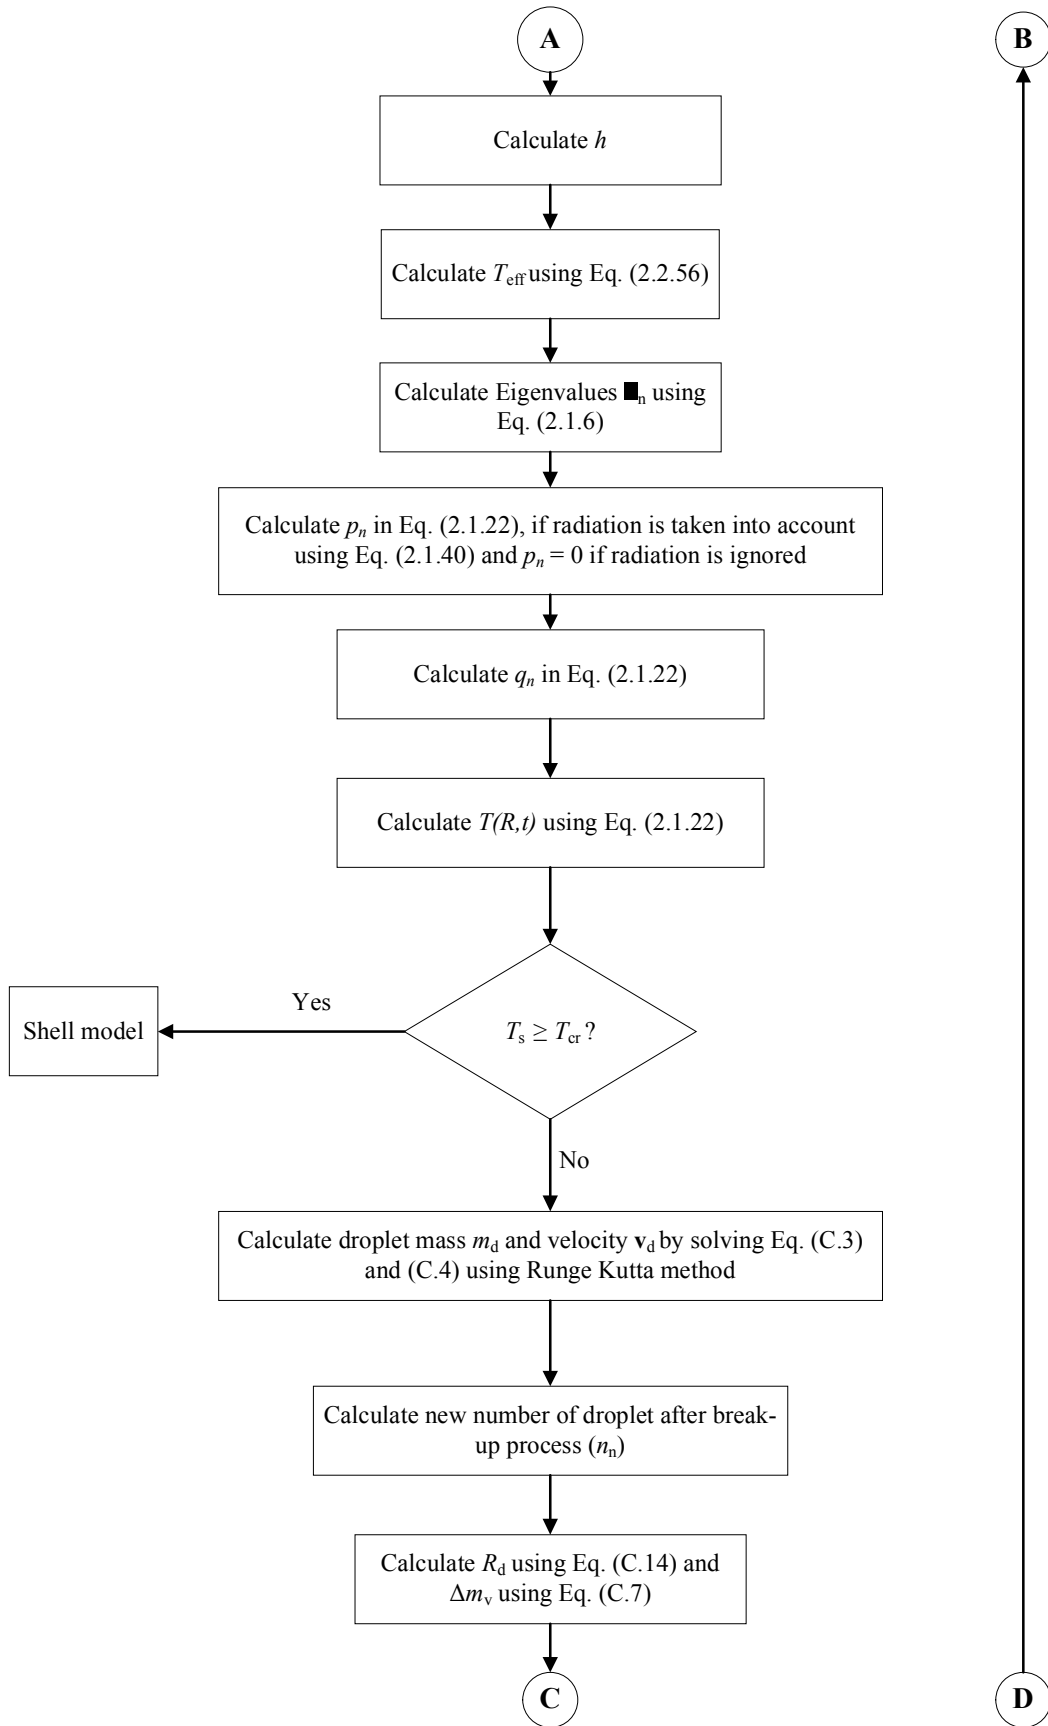 A
B
Calculate h
Calculate T_eff using Eq. (2.2.56)
Calculate Eigenvalues ■_n using
Eq. (2.1.6)
Calculate p_n in Eq. (2.1.22), if radiation is taken into account
using Eq. (2.1.40) and p_n = 0 if radiation is ignored
Calculate q_n in Eq. (2.1.22)
Calculate T(R,t) using Eq. (2.1.22)
Yes
Shell model
T_s ≥ T_cr ?
No
Calculate droplet mass m_d and velocity v_d by solving Eq. (C.3)
and (C.4) using Runge Kutta method
Calculate new number of droplet after break-
up process (n_n)
Calculate R_d using Eq. (C.14) and
Δm_v using Eq. (C.7)
C
D